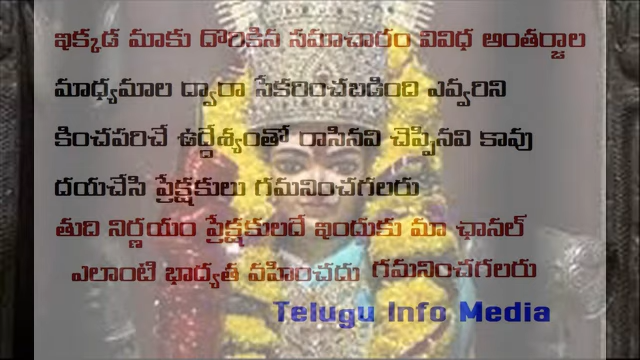 ఇక్కడ మాకు దొరికిన సమాచారం వివిధ అంతర్జాల
మాధ్యమాల ద్వారా సేకరించబడింది ఎవ్వరిని
కించపరిచే ఉద్దేశ్యంతో రాసినవి చెప్పినవి కావు
దయచేసి ప్రేక్షకులు గమనించగలరు
తుది నిర్ణయం ప్రేక్షకులదే ఇందుకు మా ఛానల్
ఎలాంటి భాద్యత వహించదు గమనించగలరు
Telugu Info Media